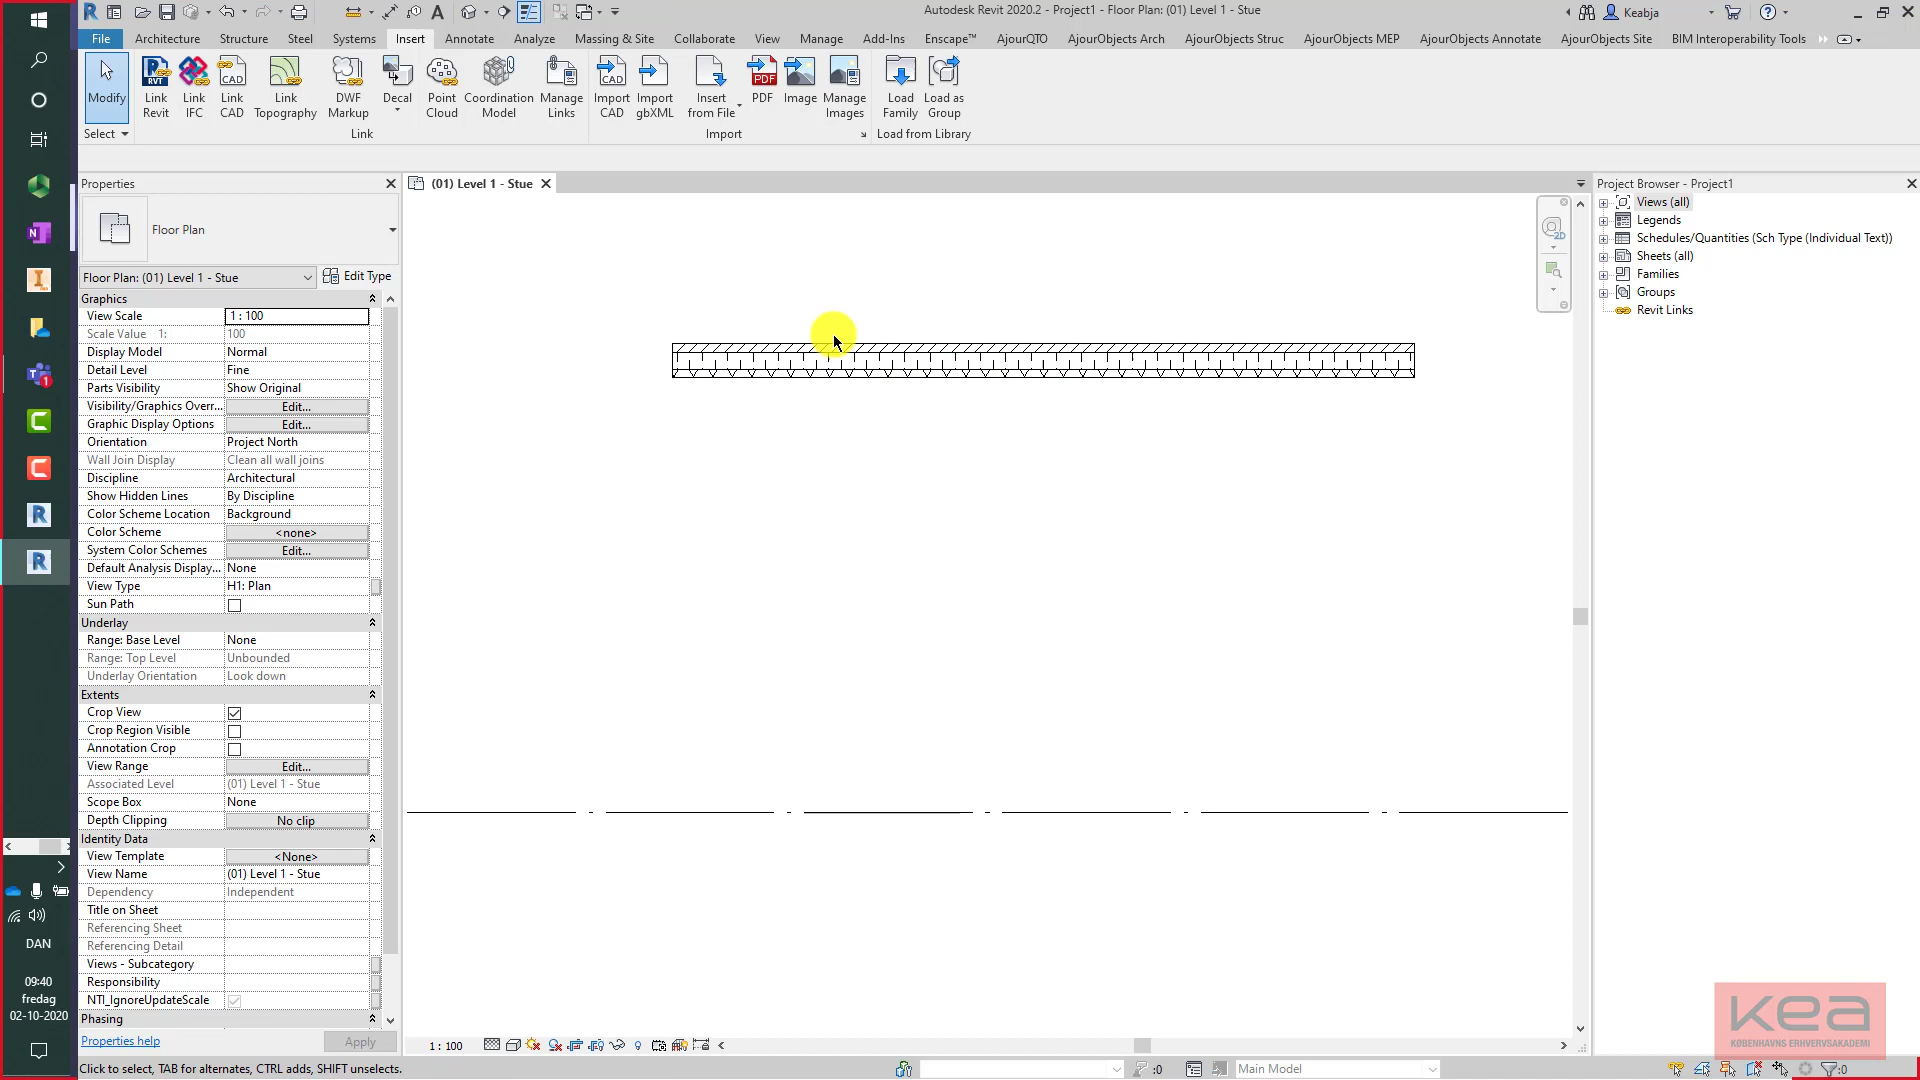 Autodesk Revit 2020.2 - Project1 - Floor Plan: (01) Level 1 - Stue
Keabja
File Architecture Structure Steel Systems Insert Annotate Analyze Massing & Site Collaborate View Manage Add-Ins Enscape™ AjourQTO AjourObjects Arch AjourObjects Struc AjourObjects MEP AjourObjects Annotate AjourObjects Site BIM Interoperability Tools
Modify
Link Revit
Link IFC
Link CAD
Link Topography
DWF Markup
Decal
Point Cloud
Coordination Model
Manage Links
Import CAD
Import gbXML
Insert from File
PDF
Image
Manage Images
Load Family
Load as Group
Select Link Import Load from Library
Properties
Floor Plan
Floor Plan: (01) Level 1 - Stue Edit Type
Graphics
View Scale 1 : 100
Scale Value 1: 100
Display Model Normal
Detail Level Fine
Parts Visibility Show Original
Visibility/Graphics Overr... Edit...
Graphic Display Options Edit...
Orientation Project North
Wall Join Display Clean all wall joins
Discipline Architectural
Show Hidden Lines By Discipline
Color Scheme Location Background
Color Scheme <none>
System Color Schemes Edit...
Default Analysis Display... None
View Type H1: Plan
Sun Path
Underlay
Range: Base Level None
Range: Top Level Unbounded
Underlay Orientation Look down
Extents
Crop View
Crop Region Visible
Annotation Crop
View Range Edit...
Associated Level (01) Level 1 - Stue
Scope Box None
Depth Clipping No clip
Identity Data
View Template <None>
View Name (01) Level 1 - Stue
Dependency Independent
Title on Sheet
Referencing Sheet
Referencing Detail
Views - Subcategory
Responsibility
NTI_IgnoreUpdateScale
Phasing
Properties help Apply
(01) Level 1 - Stue
2D
1 : 100
Project Browser - Project1
Views (all)
Legends
Schedules/Quantities (Sch Type (Individual Text))
Sheets (all)
Families
Groups
Revit Links
kea
KØBENHAVNS ERHVERVSAKADEMI
Click to select, TAB for alternates, CTRL adds, SHIFT unselects.
:0
Main Model
:0
DAN
09:40
fredag
02-10-2020